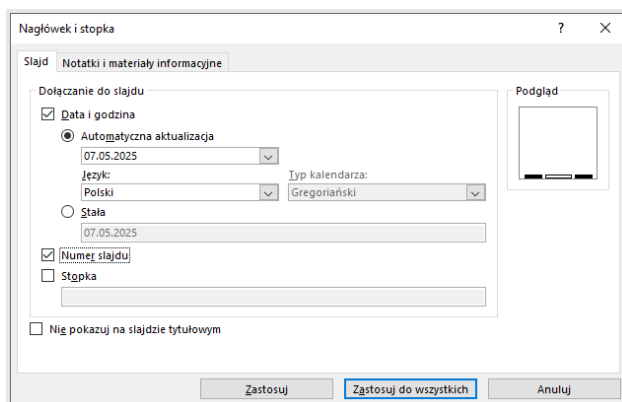 Nagłówek i stopka ? ×
Slajd Notatki i materiały informacyjne
Dołączanie do slajdu
Podgląd
Data i godzina
Automatyczna aktualizacja
07.05.2025
Język: Typ kalendarza:
Polski Gregoriański
Stała
07.05.2025
Numer slajdu
Stopka
Nie pokazuj na slajdzie tytułowym
Zastosuj Zastosuj do wszystkich Anuluj